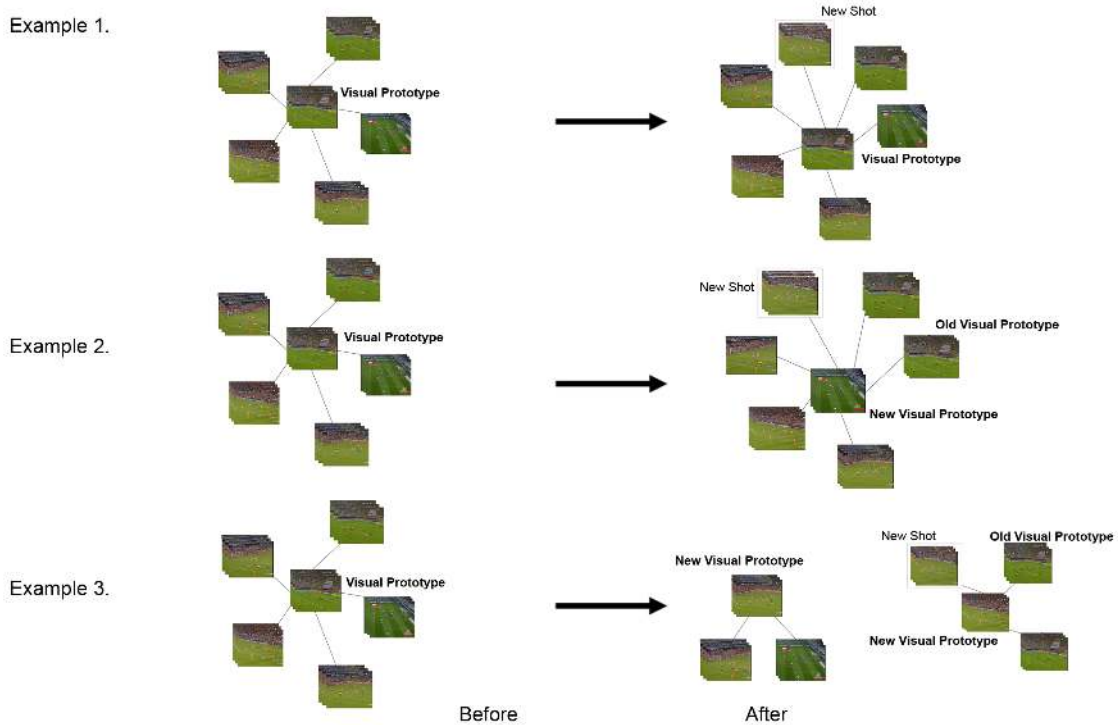 Example 1.
New Shot
Visual Prototype
Visual Prototype
Example 2.
New Shot
Visual Prototype
Old Visual Prototype
New Visual Prototype
Example 3.
New Shot
Old Visual Prototype
New Visual Prototype
Visual Prototype
New Visual Prototype
Before
After